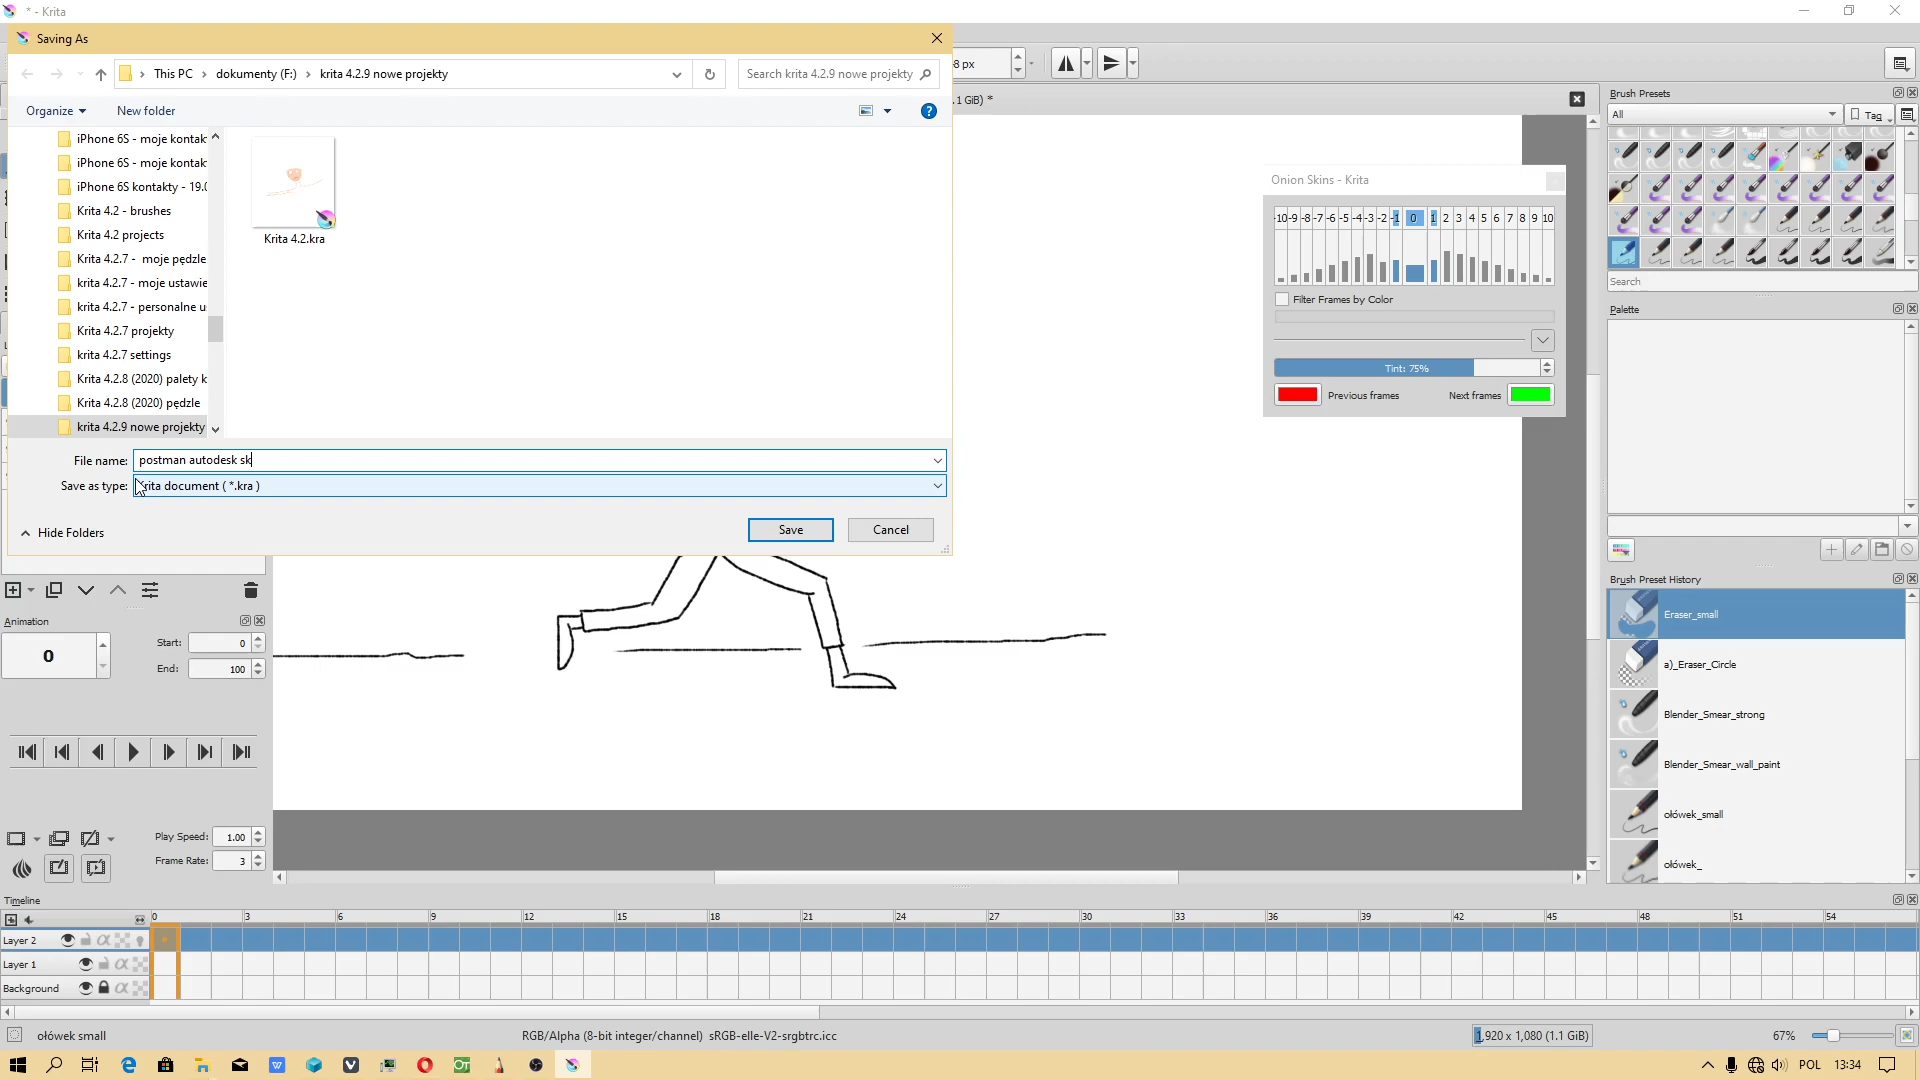 * - Krita
Saving As
This PC > dokumenty (F:) > krita 4.2.9 nowe projekty
Search krita 4.2.9 nowe projekty
8 px
Organize
New folder
.1 GiB) *
iPhone 6S - moje kontak
iPhone 6S - moje kontak
iPhone 6S kontakty - 19.0
Krita 4.2 - brushes
Krita 4.2 projects
Krita 4.2.7 - moje pędzle
krita 4.2.7 - moje ustawie
krita 4.2.7 - personalne u
Krita 4.2.7 projekty
krita 4.2.7 settings
Krita 4.2.8 (2020) palety k
Krita 4.2.8 (2020) pędzle
krita 4.2.9 nowe projekty
Krita 4.2.kra
File name: postman autodesk sk
Save as type: Krita document ( *.kra )
Hide Folders
Save
Cancel
Onion Skins - Krita
-10 -9 -8 -7 -6 -5 -4 -3 -2 -1 0 1 2 3 4 5 6 7 8 9 10
Filter Frames by Color
Tint: 75%
Previous frames
Next frames
Brush Presets
All
Tag
Search
Palette
Brush Preset History
Eraser_small
a)_Eraser_Circle
Blender_Smear_strong
Blender_Smear_wall_paint
ołówek_small
ołówek_
Animation
0
Start: 0
End: 100
Play Speed: 1.00
Frame Rate: 3
Timeline
0 3 6 9 12 15 18 21 24 27 30 33 36 39 42 45 48 51 54
Layer 2
Layer 1
Background
ołówek small
RGB/Alpha (8-bit integer/channel) sRGB-elle-V2-srgbtrc.icc
1,920 x 1,080 (1.1 GiB)
67%
POL
13:34